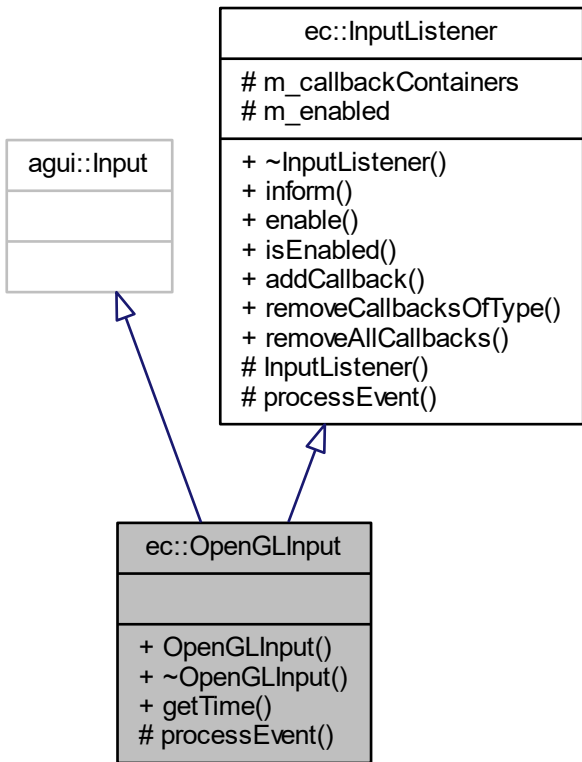 ec::InputListener
# m_callbackContainers
# m_enabled
+ ~InputListener()
+ inform()
+ enable()
+ isEnabled()
+ addCallback()
+ removeCallbacksOfType()
+ removeAllCallbacks()
# InputListener()
# processEvent()
agui::Input
ec::OpenGLInput
+ OpenGLInput()
+ ~OpenGLInput()
+ getTime()
# processEvent()